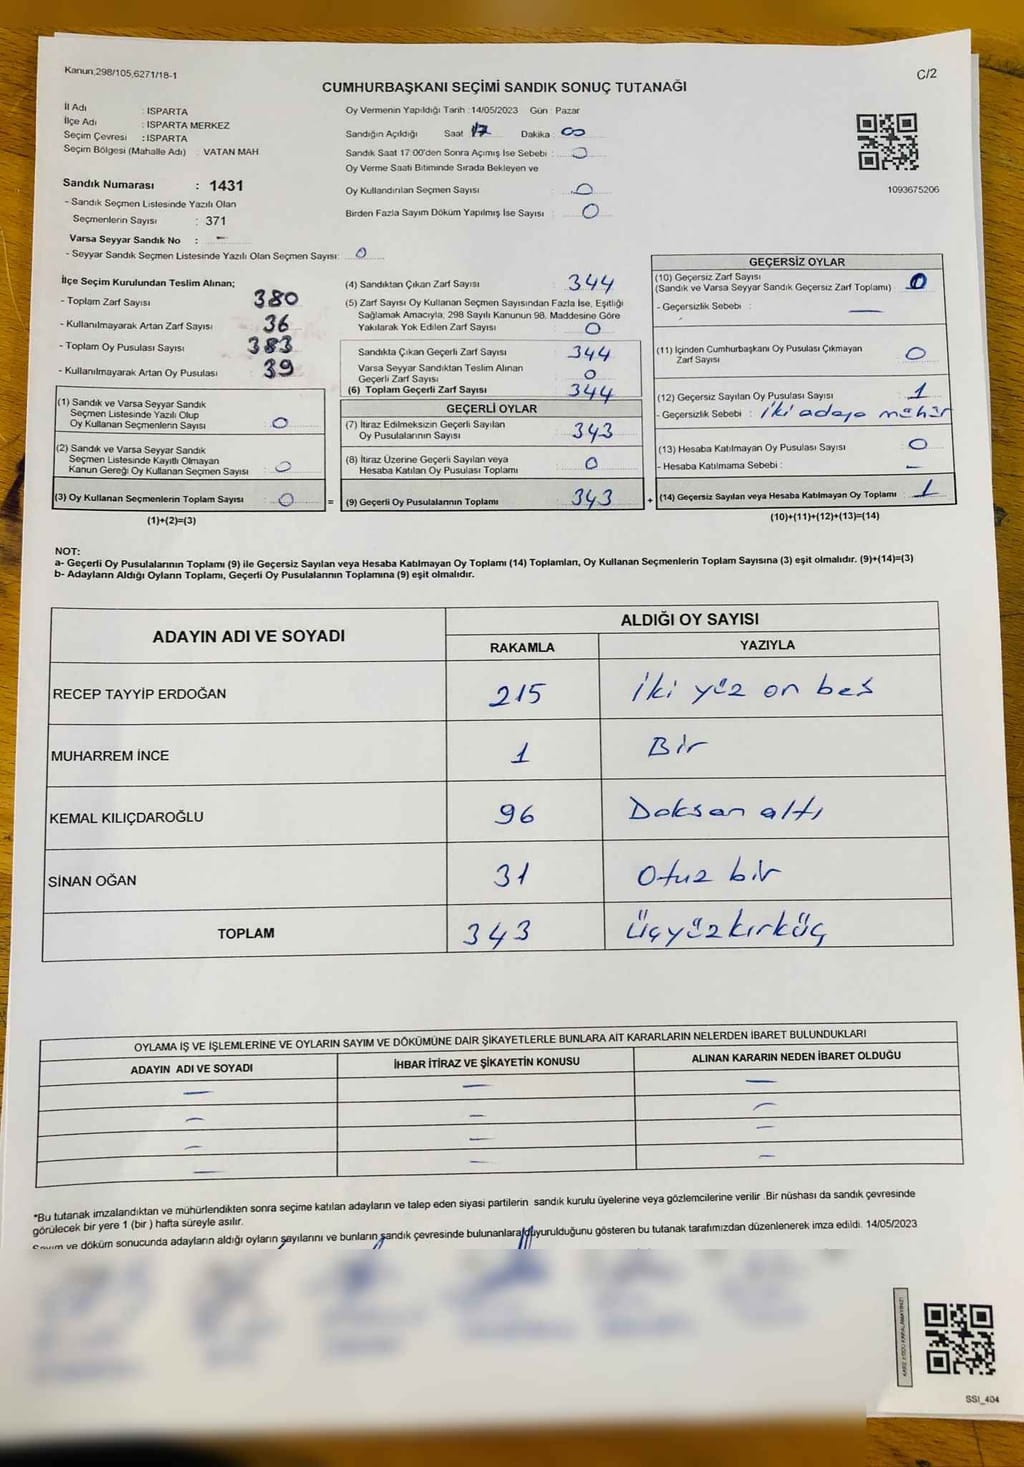 Kanun;298/105,6271/18-1
C/2
CUMHURBAŞKANI SEÇİMİ SANDIK SONUÇ TUTANAĞI
İl Adı : ISPARTA
İlçe Adı : ISPARTA MERKEZ
Seçim Çevresi : ISPARTA
Seçim Bölgesi (Mahalle Adı) : VATAN MAH
Oy Vermenin Yapıldığı Tarih :14/05/2023 Gün : Pazar
Sandığın Açıldığı Saat 17 Dakika : 00
Sandık Saat 17:00'den Sonra Açımış İse Sebebi : 0
Oy Verme Saati Bitiminde Sırada Bekleyen ve
Oy Kullandırılan Seçmen Sayısı : 0
Birden Fazla Sayım Döküm Yapılmış İse Sayısı : 0
1093675206
Sandık Numarası : 1431
- Sandık Seçmen Listesinde Yazılı Olan
Seçmenlerin Sayısı : 371
Varsa Seyyar Sandık No : -
- Seyyar Sandık Seçmen Listesinde Yazılı Olan Seçmen Sayısı: 0
İlçe Seçim Kurulundan Teslim Alınan;
- Toplam Zarf Sayısı 380
- Kullanılmayarak Artan Zarf Sayısı 36
- Toplam Oy Pusulası Sayısı 383
- Kullanılmayarak Artan Oy Pusulası 39
(1) Sandık ve Varsa Seyyar Sandık
Seçmen Listesinde Yazılı Olup
Oy Kullanan Seçmenlerin Sayısı : 0
(2) Sandık ve Varsa Seyyar Sandık
Seçmen Listesinde Kayıtlı Olmayan
Kanun Gereği Oy Kullanan Seçmen Sayısı : 0
(3) Oy Kullanan Seçmenlerin Toplam Sayısı : 0 =
(1)+(2)=(3)
(4) Sandıktan Çıkan Zarf Sayısı : 344
(5) Zarf Sayısı Oy Kullanan Seçmen Sayısından Fazla İse, Eşitliği
Sağlamak Amacıyla, 298 Sayılı Kanunun 98. Maddesine Göre
Yakılarak Yok Edilen Zarf Sayısı : 0
Sandıkta Çıkan Geçerli Zarf Sayısı : 344
Varsa Seyyar Sandıktan Teslim Alınan
Geçerli Zarf Sayısı : 0
(6) Toplam Geçerli Zarf Sayısı : 344
GEÇERLİ OYLAR
(7) İtiraz Edilmeksizin Geçerli Sayılan
Oy Pusulalarının Sayısı : 343
(8) İtiraz Üzerine Geçerli Sayılan veya
Hesaba Katılan Oy Pusulası Toplamı : 0
(9) Geçerli Oy Pusulalarının Toplamı : 343 +
GEÇERSİZ OYLAR
(10) Geçersiz Zarf Sayısı
(Sandık ve Varsa Seyyar Sandık Geçersiz Zarf Toplamı) : 0
- Geçersizlik Sebebi : —
(11) İçinden Cumhurbaşkanı Oy Pusulası Çıkmayan
Zarf Sayısı : 0
(12) Geçersiz Sayılan Oy Pusulası Sayısı : 1
- Geçersizlik Sebebi : iki adaya mühür
(13) Hesaba Katılmayan Oy Pusulası Sayısı : 0
- Hesaba Katılmama Sebebi : -
(14) Geçersiz Sayılan veya Hesaba Katılmayan Oy Toplamı : 1
(10)+(11)+(12)+(13)=(14)
NOT:
a- Geçerli Oy Pusulalarının Toplamı (9) ile Geçersiz Sayılan veya Hesaba Katılmayan Oy Toplamı (14) Toplamları, Oy Kullanan Seçmenlerin Toplam Sayısına (3) eşit olmalıdır. (9)+(14)=(3)
b- Adayların Aldığı Oyların Toplamı, Geçerli Oy Pusulalarının Toplamına (9) eşit olmalıdır.
ADAYIN ADI VE SOYADI
ALDIĞI OY SAYISI
RAKAMLA YAZIYLA
RECEP TAYYİP ERDOĞAN 215 iki yüz on beş
MUHARREM İNCE 1 Bir
KEMAL KILIÇDAROĞLU 96 Doksan altı
SİNAN OĞAN 31 Otuz bir
TOPLAM 343 Üçyüzkırküç
OYLAMA İŞ VE İŞLEMLERİNE VE OYLARIN SAYIM VE DÖKÜMÜNE DAİR ŞİKAYETLERLE BUNLARA AİT KARARLARIN NELERDEN İBARET BULUNDUKLARI
ADAYIN ADI VE SOYADI İHBAR İTİRAZ VE ŞİKAYETİN KONUSU ALINAN KARARIN NEDEN İBARET OLDUĞU
— — —
— — —
— — —
— — —
*Bu tutanak imzalandıktan ve mühürlendikten sonra seçime katılan adayların ve talep eden siyasi partilerin sandık kurulu üyelerine veya gözlemcilerine verilir .Bir nüshası da sandık çevresinde
görülecek bir yere 1 (bir ) hafta süreyle asılır.
Sayım ve döküm sonucunda adayların aldığı oyların sayılarını ve bunların sandık çevresinde bulunanlara duyurulduğunu gösteren bu tutanak tarafımızdan düzenlenerek imza edildi. 14/05/2023
SSI_404